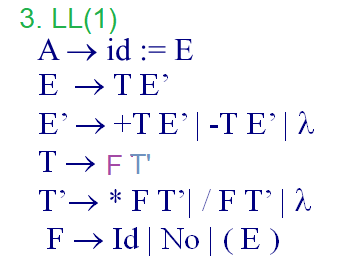 3. LL(1)
A → id := E
E → T E’
E’ → +T E’ | -T E’ | λ
T → F T'
T’→ * F T’| / F T’ | λ
F → Id | No | ( E )